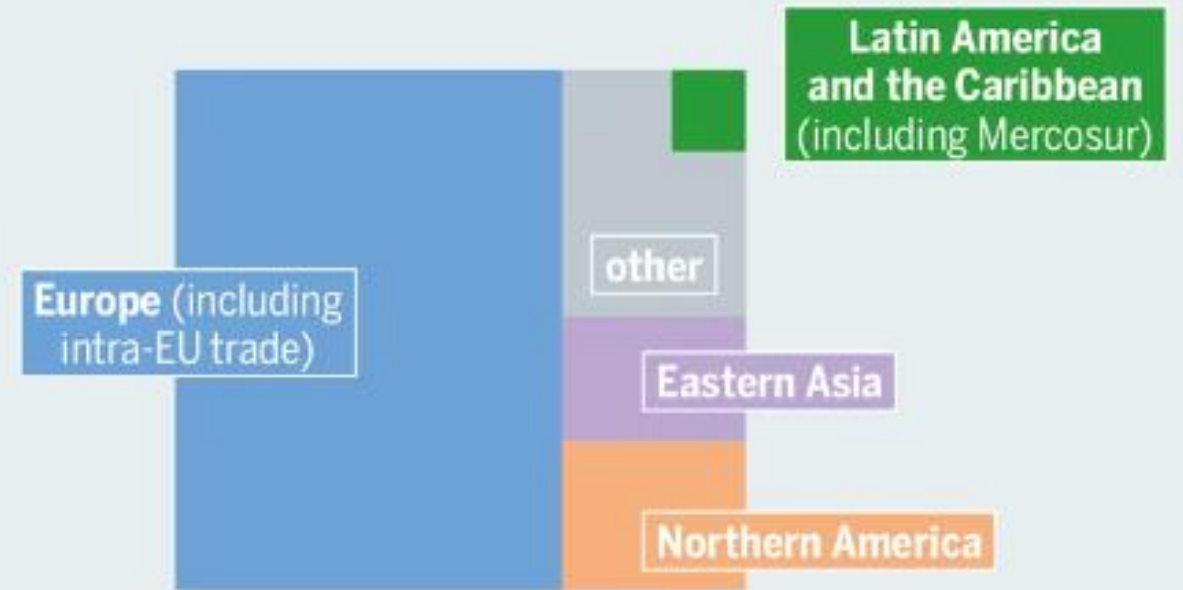 Latin America
and the Caribbean
(including Mercosur)
other
Europe (including
intra-EU trade)
Eastern Asia
Northern America